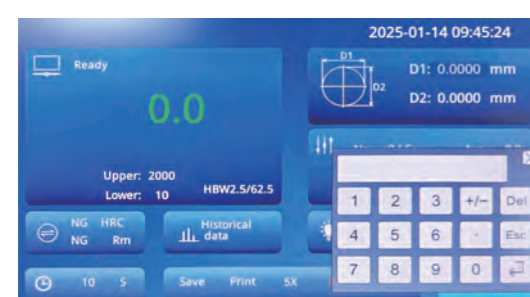 2025-01-14 09:45:24
Ready
0.0
Upper: 2000
Lower: 10 HBW2.5/62.5
D1
D2
D1: 0.0000 mm
D2: 0.0000 mm
1 2 3 +/- Del
4 5 6 . Esc
7 8 9 0
NG HRC
NG Rm
Historical
data
10 S
Save Print 5X